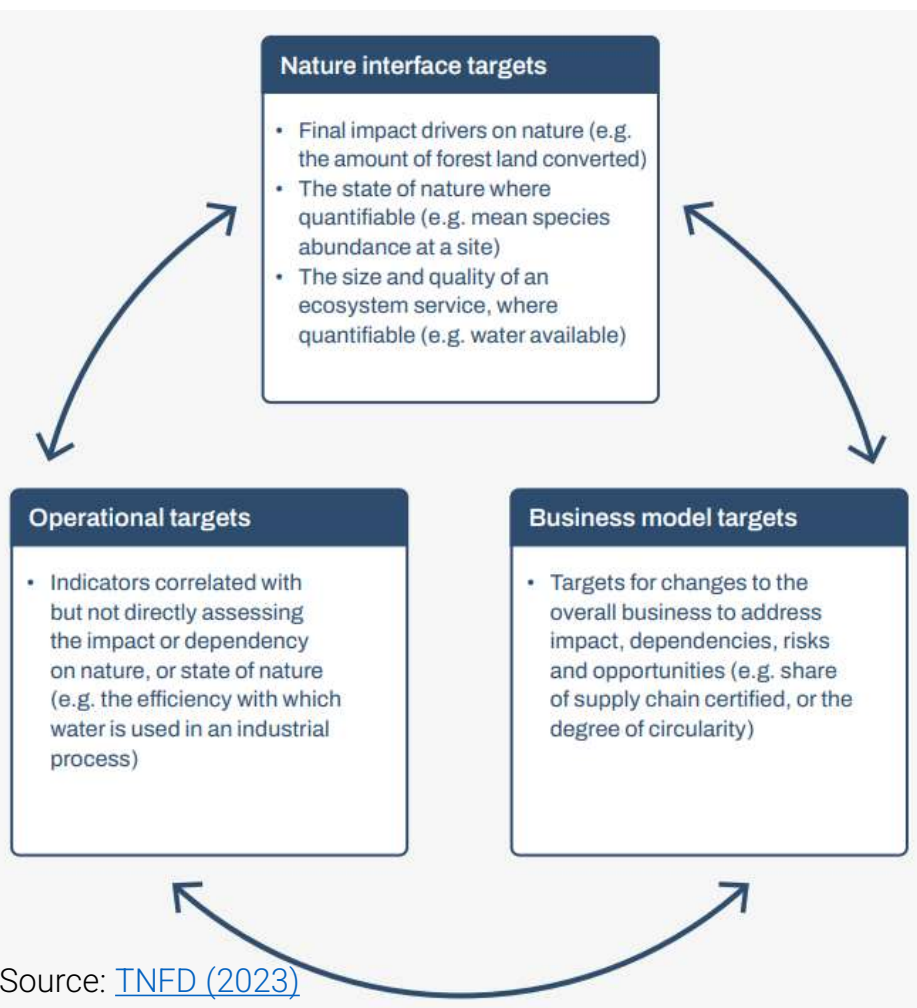 Nature interface targets
• Final impact drivers on nature (e.g.
the amount of forest land converted)
• The state of nature where
quantifiable (e.g. mean species
abundance at a site)
• The size and quality of an
ecosystem service, where
quantifiable (e.g. water available)
Operational targets
• Indicators correlated with
but not directly assessing
the impact or dependency
on nature, or state of nature
(e.g. the efficiency with which
water is used in an industrial
process)
Business model targets
• Targets for changes to the
overall business to address
impact, dependencies, risks
and opportunities (e.g. share
of supply chain certified, or the
degree of circularity)
Source: TNFD (2023)